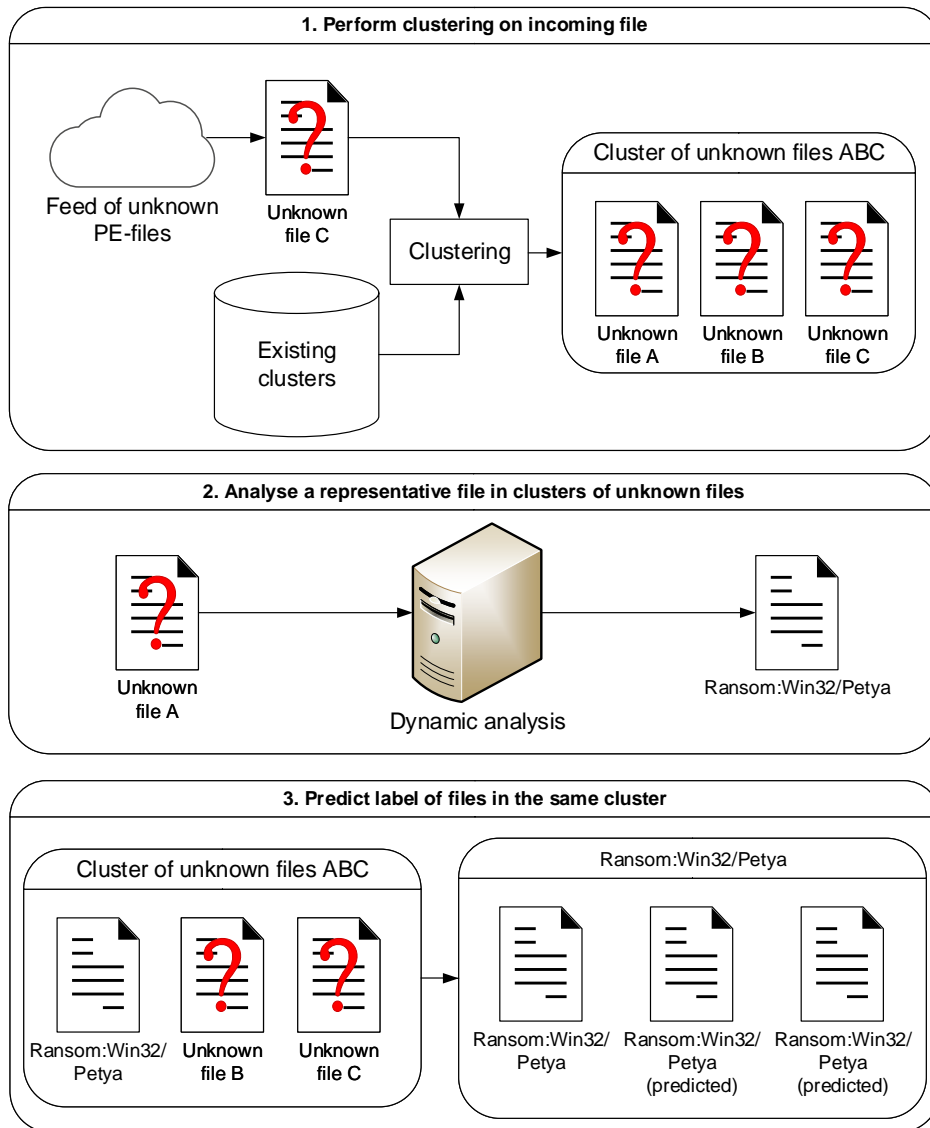 1. Perform clustering on incoming file
Feed of unknown
PE-files
Unknown
file C
Existing
clusters
Clustering
Cluster of unknown files ABC
Unknown
file A
Unknown
file B
Unknown
file C
2. Analyse a representative file in clusters of unknown files
Unknown
file A
Dynamic analysis
Ransom:Win32/Petya
3. Predict label of files in the same cluster
Cluster of unknown files ABC
Ransom:Win32/
Petya
Unknown
file B
Unknown
file C
Ransom:Win32/Petya
Ransom:Win32/
Petya
Ransom:Win32/
Petya
(predicted)
Ransom:Win32/
Petya
(predicted)